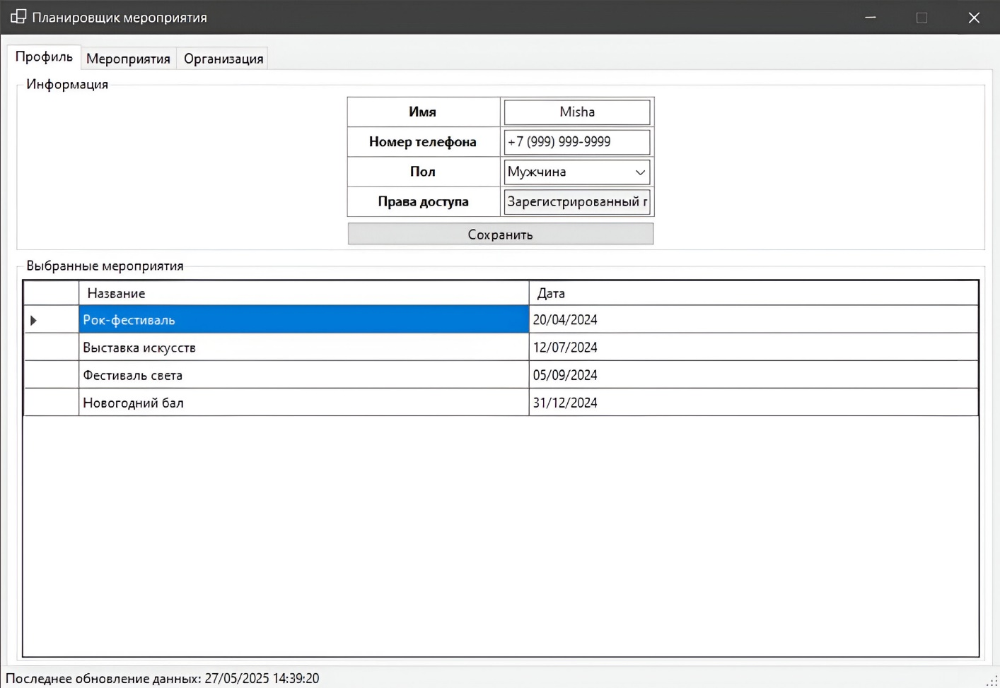 Планировщик мероприятия
Профиль Мероприятия Организация
Информация
Имя Misha
Номер телефона +7 (999) 999-9999
Пол Мужчина
Права доступа Зарегистрированный п
Сохранить
Выбранные мероприятия
Название Дата
Рок-фестиваль 20/04/2024
Выставка искусств 12/07/2024
Фестиваль света 05/09/2024
Новогодний бал 31/12/2024
Последнее обновление данных: 27/05/2025 14:39:20